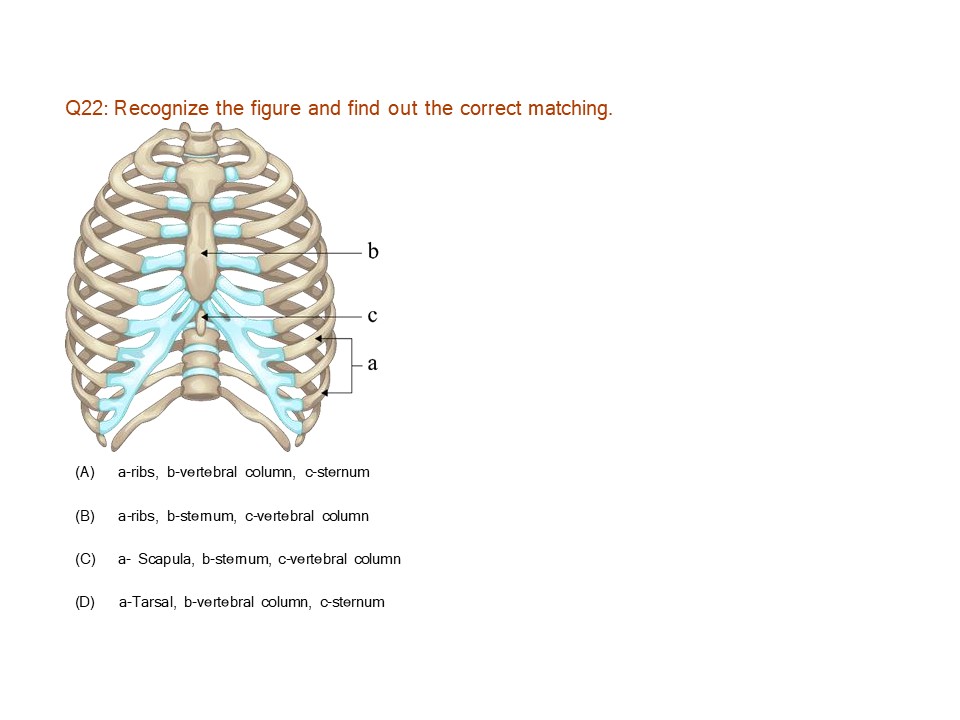 Q22: Recognize the figure and find out the correct matching.
b
c
a
(A) a-ribs, b-vertebral column, c-sternum
(B) a-ribs, b-sternum, c-vertebral column
(C) a- Scapula, b-sternum, c-vertebral column
(D) a-Tarsal, b-vertebral column, c-sternum